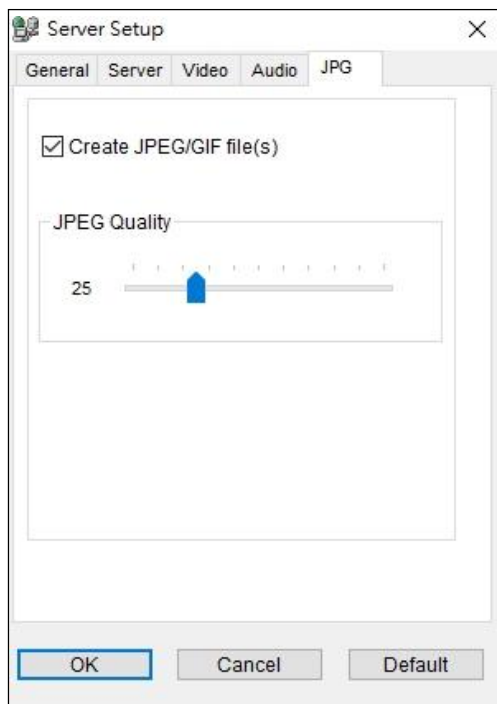 Server Setup
General Server Video Audio JPG
Create JPEG/GIF file(s)
JPEG Quality
25
OK Cancel Default